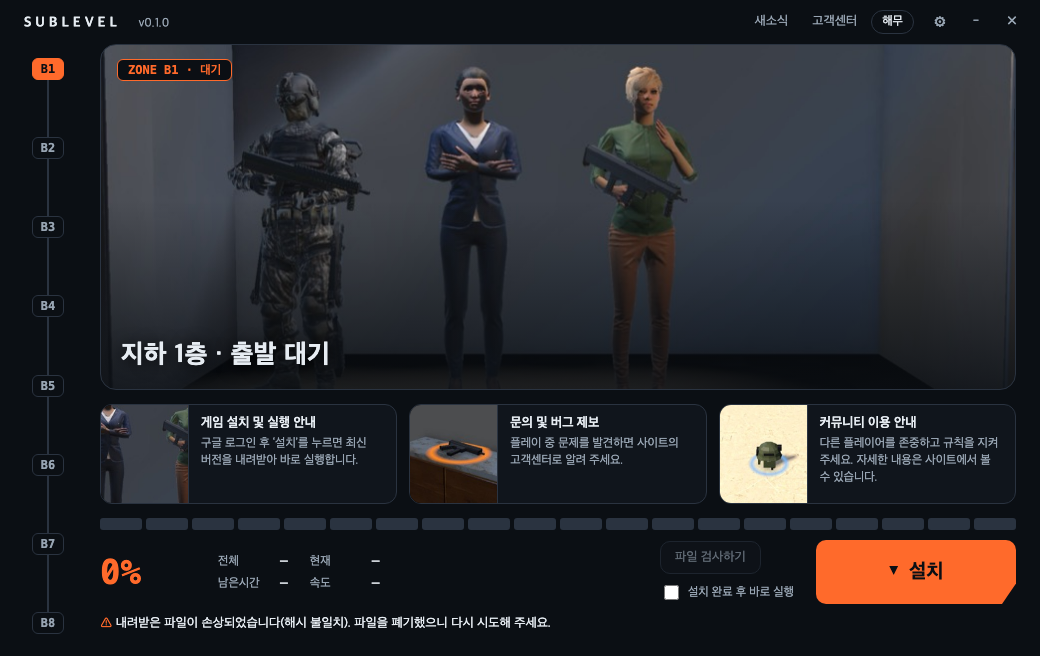 SUBLEVEL v0.1.0
새소식 고객센터 해무
B1
B2
B3
B4
B5
B6
B7
B8
ZONE B1 · 대기
지하 1층 · 출발 대기
게임 설치 및 실행 안내
구글 로그인 후 '설치'를 누르면 최신
버전을 내려받아 바로 실행합니다.
문의 및 버그 제보
플레이 중 문제를 발견하면 사이트의
고객센터로 알려 주세요.
커뮤니티 이용 안내
다른 플레이어를 존중하고 규칙을 지켜
주세요. 자세한 내용은 사이트에서 볼
수 있습니다.
0%
전체 – 현재 –
남은시간 – 속도 –
파일 검사하기
설치 완료 후 바로 실행
▼ 설치
⚠ 내려받은 파일이 손상되었습니다(해시 불일치). 파일을 폐기했으니 다시 시도해 주세요.